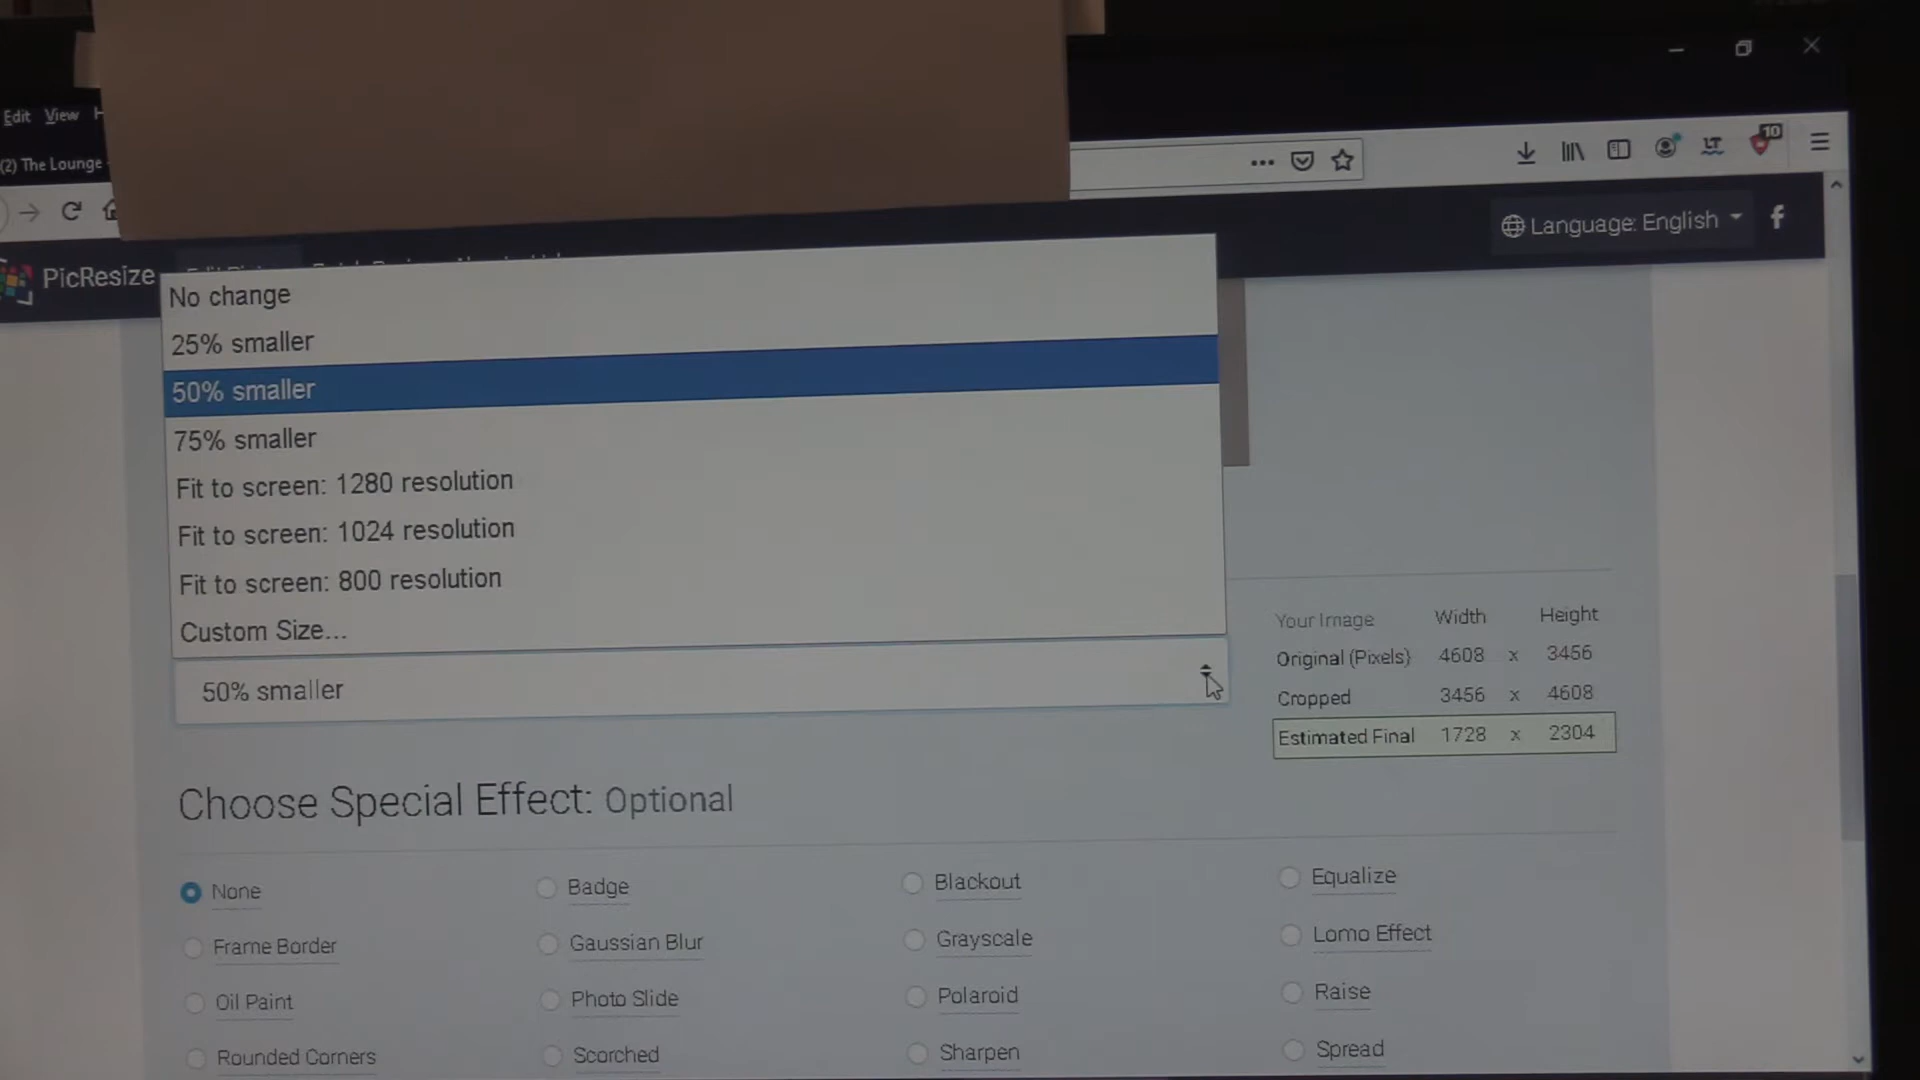 Edit View
(2) The Lounge
10
LT
PicResize
Language: English
No change
25% smaller
50% smaller
75% smaller
Fit to screen: 1280 resolution
Fit to screen: 1024 resolution
Fit to screen: 800 resolution
Custom Size...
50% smaller
Your Image Width Height
Original (Pixels) 4608 x 3456
Cropped 3456 x 4608
Estimated Final 1728 x 2304
Choose Special Effect: Optional
None Badge Blackout Equalize
Frame Border Gaussian Blur Grayscale Lomo Effect
Oil Paint Photo Slide Polaroid Raise
Rounded Corners Scorched Sharpen Spread